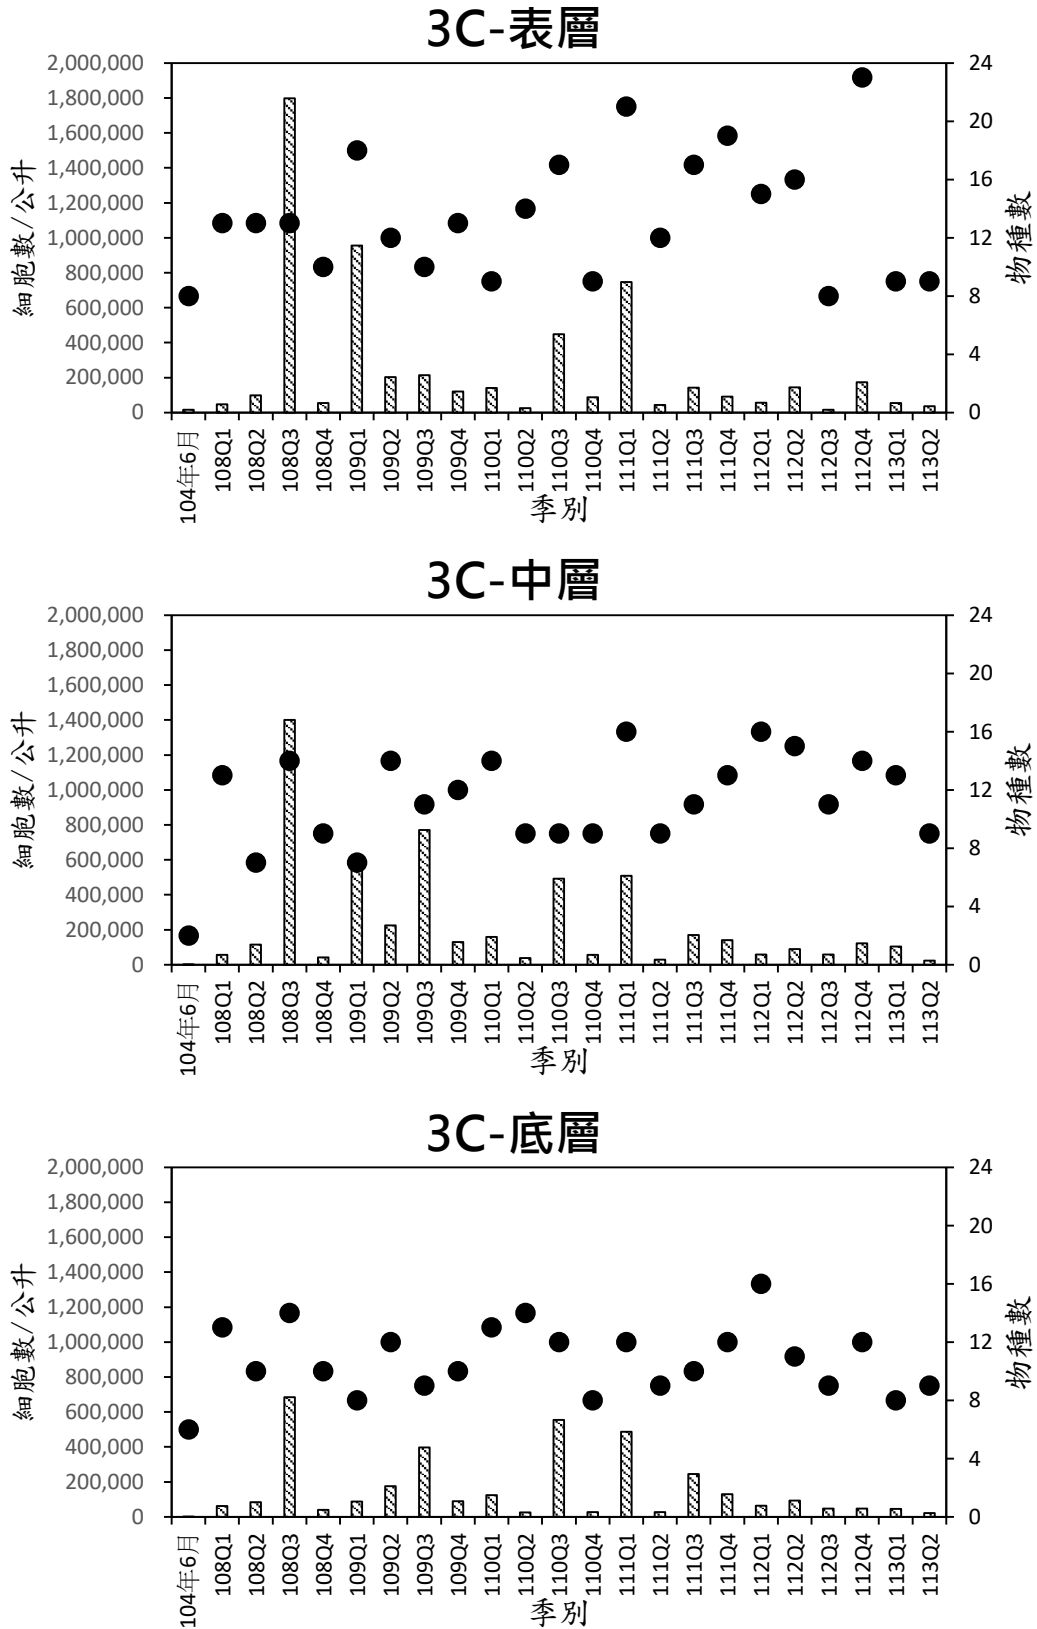 3C-表層
2,000,000
1,800,000
1,600,000
1,400,000
1,200,000
1,000,000
800,000
600,000
400,000
200,000
0
細胞數/公升
24
20
16
12
8
4
0
物種數
104年6月
108Q1
108Q2
108Q3
108Q4
109Q1
109Q2
109Q3
109Q4
110Q1
110Q2
110Q3
110Q4
111Q1
111Q2
111Q3
111Q4
112Q1
112Q2
112Q3
112Q4
113Q1
113Q2
季別
3C-中層
2,000,000
1,800,000
1,600,000
1,400,000
1,200,000
1,000,000
800,000
600,000
400,000
200,000
0
細胞數/公升
24
20
16
12
8
4
0
物種數
104年6月
108Q1
108Q2
108Q3
108Q4
109Q1
109Q2
109Q3
109Q4
110Q1
110Q2
110Q3
110Q4
111Q1
111Q2
111Q3
111Q4
112Q1
112Q2
112Q3
112Q4
113Q1
113Q2
季別
3C-底層
2,000,000
1,800,000
1,600,000
1,400,000
1,200,000
1,000,000
800,000
600,000
400,000
200,000
0
細胞數/公升
24
20
16
12
8
4
0
物種數
104年6月
108Q1
108Q2
108Q3
108Q4
109Q1
109Q2
109Q3
109Q4
110Q1
110Q2
110Q3
110Q4
111Q1
111Q2
111Q3
111Q4
112Q1
112Q2
112Q3
112Q4
113Q1
113Q2
季別